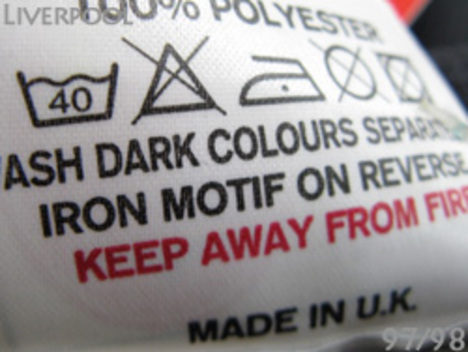 LIVERPOOL
100% POLYESTER
40
WASH DARK COLOURS SEPARAT
IRON MOTIF ON REVERSE
KEEP AWAY FROM FIRE
MADE IN U.K.
97/98